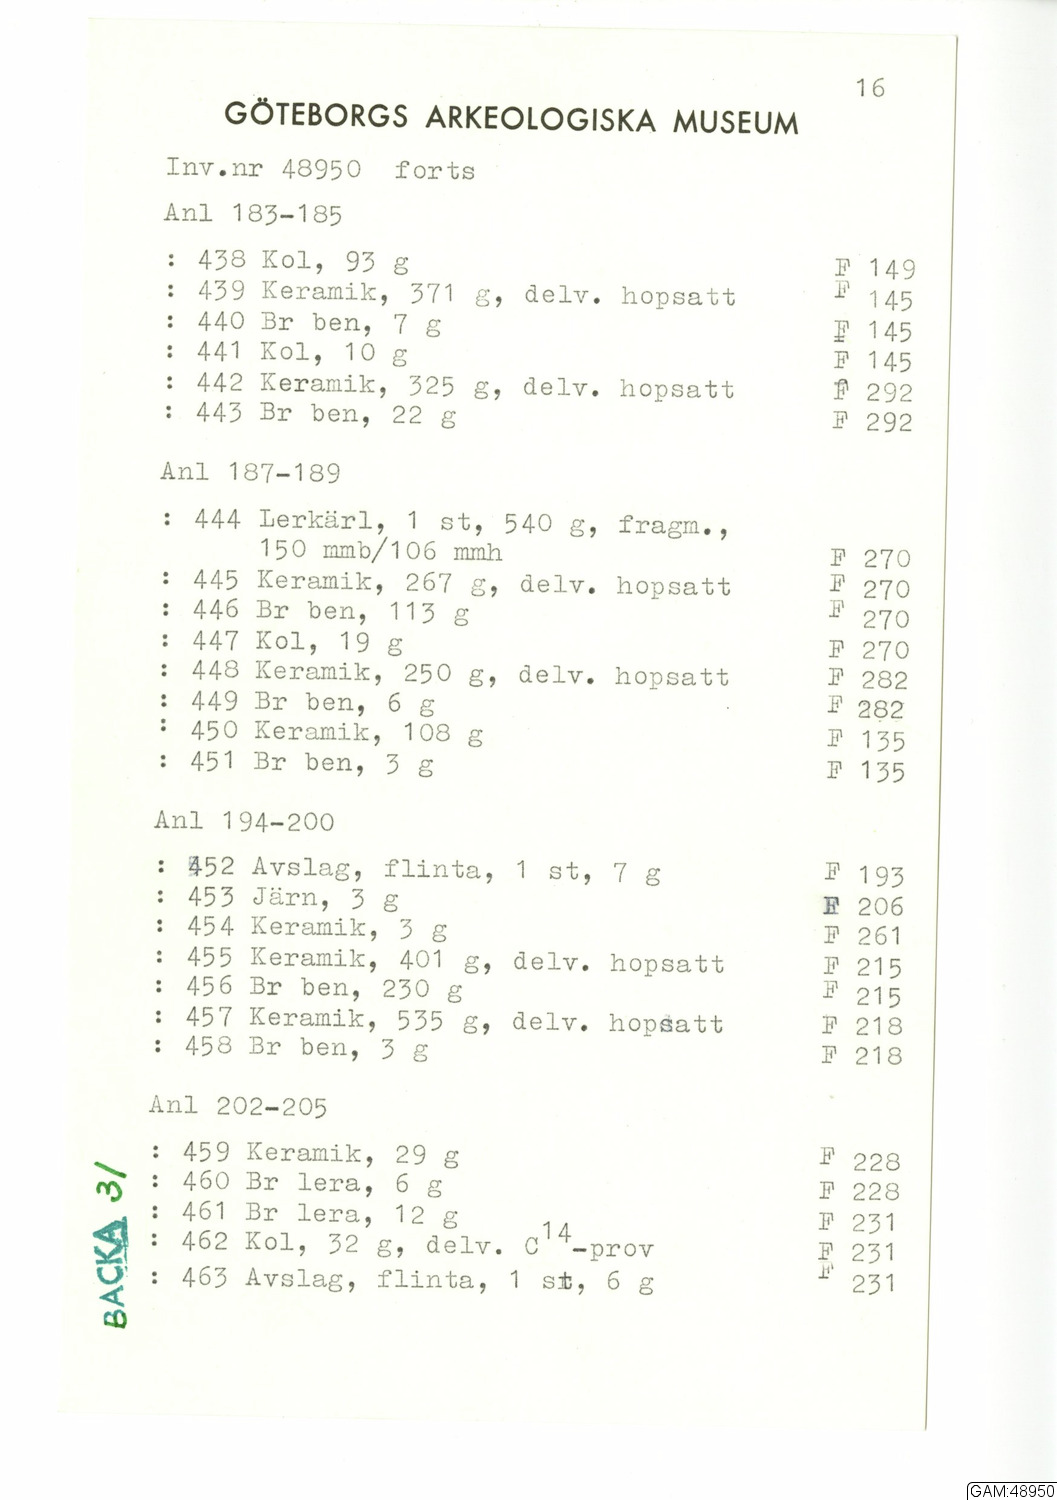 16
GÖTEBORGS ARKEOLOGISKA MUSEUM
Inv.nr 48950 forts
Anl 183-185
: 438 Kol, 93 g F 149
: 439 Keramik, 371 g, delv. hopsatt F 145
: 440 Br ben, 7 g F 145
: 441 Kol, 10 g F 145
: 442 Keramik, 325 g, delv. hopsatt F 292
: 443 Br ben, 22 g F 292
Anl 187-189
: 444 Lerkärl, 1 st, 540 g, fragm.,
150 mmb/106 mmh F 270
: 445 Keramik, 267 g, delv. hopsatt F 270
: 446 Br ben, 113 g F 270
: 447 Kol, 19 g F 270
: 448 Keramik, 250 g, delv. hopsatt F 282
: 449 Br ben, 6 g F 282
: 450 Keramik, 108 g F 135
: 451 Br ben, 3 g F 135
Anl 194-200
: 452 Avslag, flinta, 1 st, 7 g F 193
: 453 Järn, 3 g F 206
: 454 Keramik, 3 g F 261
: 455 Keramik, 401 g, delv. hopsatt F 215
: 456 Br ben, 230 g F 215
: 457 Keramik, 535 g, delv. hopsatt F 218
: 458 Br ben, 3 g F 218
Anl 202-205
: 459 Keramik, 29 g F 228
: 460 Br lera, 6 g F 228
: 461 Br lera, 12 g F 231
: 462 Kol, 32 g, delv. C14-prov F 231
: 463 Avslag, flinta, 1 st, 6 g F 231
BACKA 31
GAM:48950